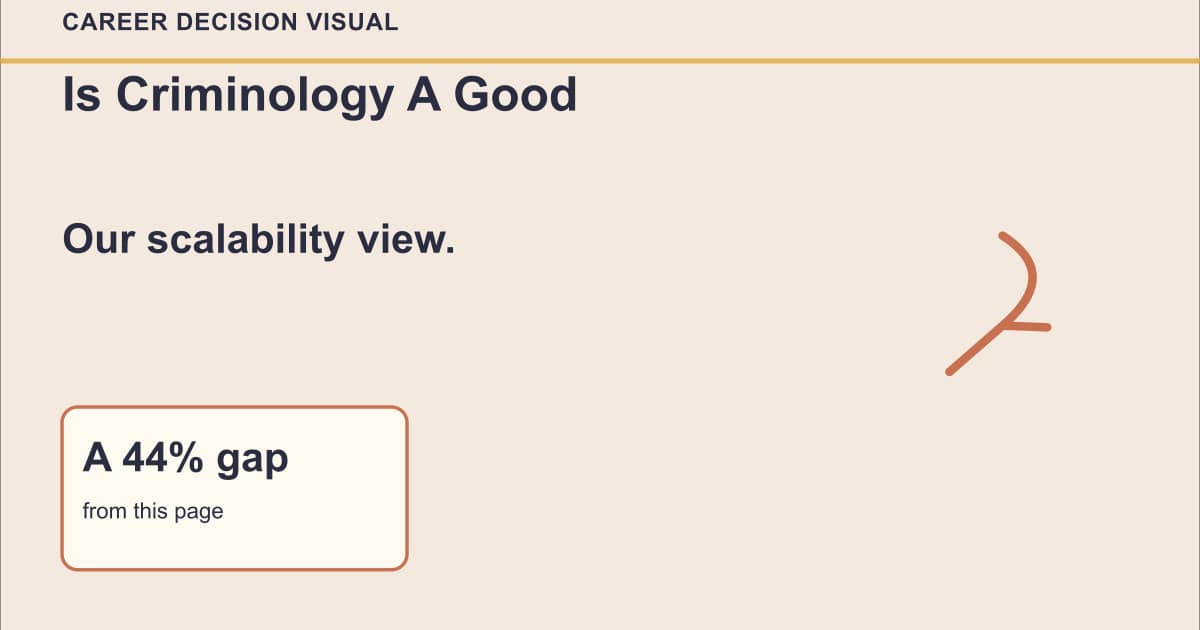 CAREER DECISION VISUAL
Is Criminology A Good
Our scalability view.
A 44% gap
from this page